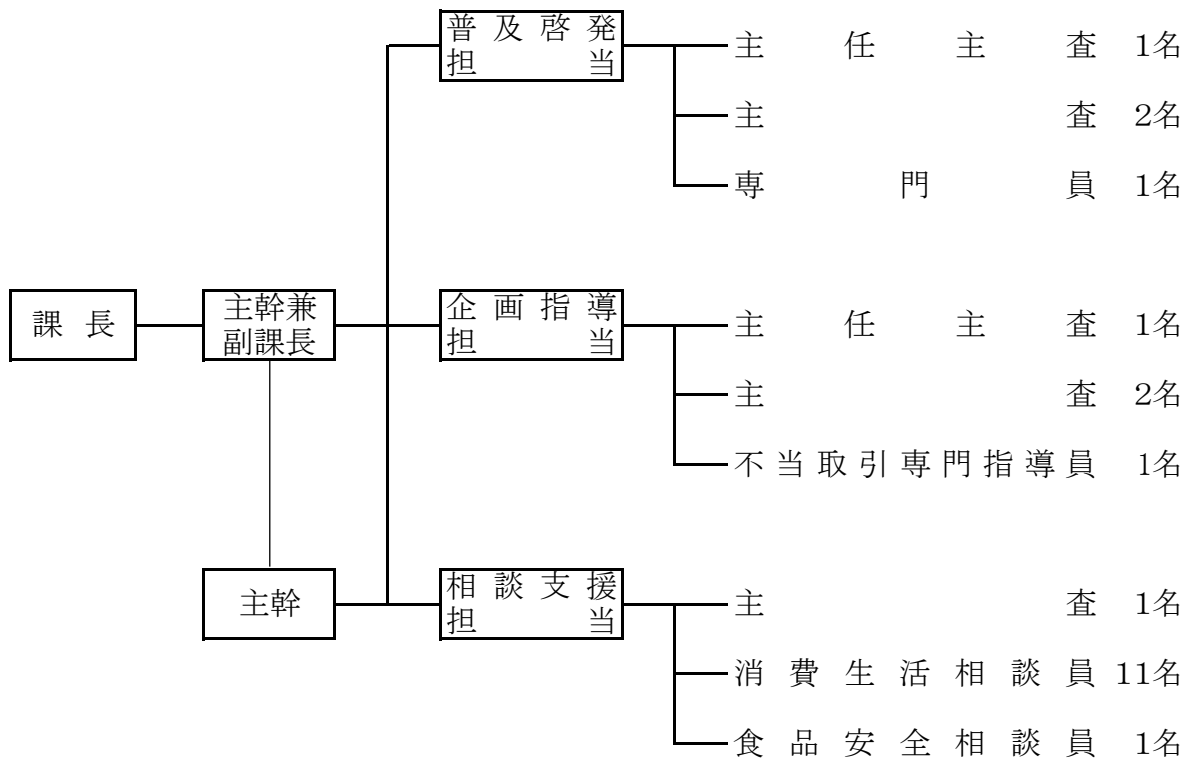 普及啓発
担当
主任主査 1名
主査 2名
専門員 1名
課長
主幹兼
副課長
企画指導
担当
主任主査 1名
主査 2名
不当取引専門指導員 1名
主幹
相談支援
担当
主査 1名
消費生活相談員 11名
食品安全相談員 1名